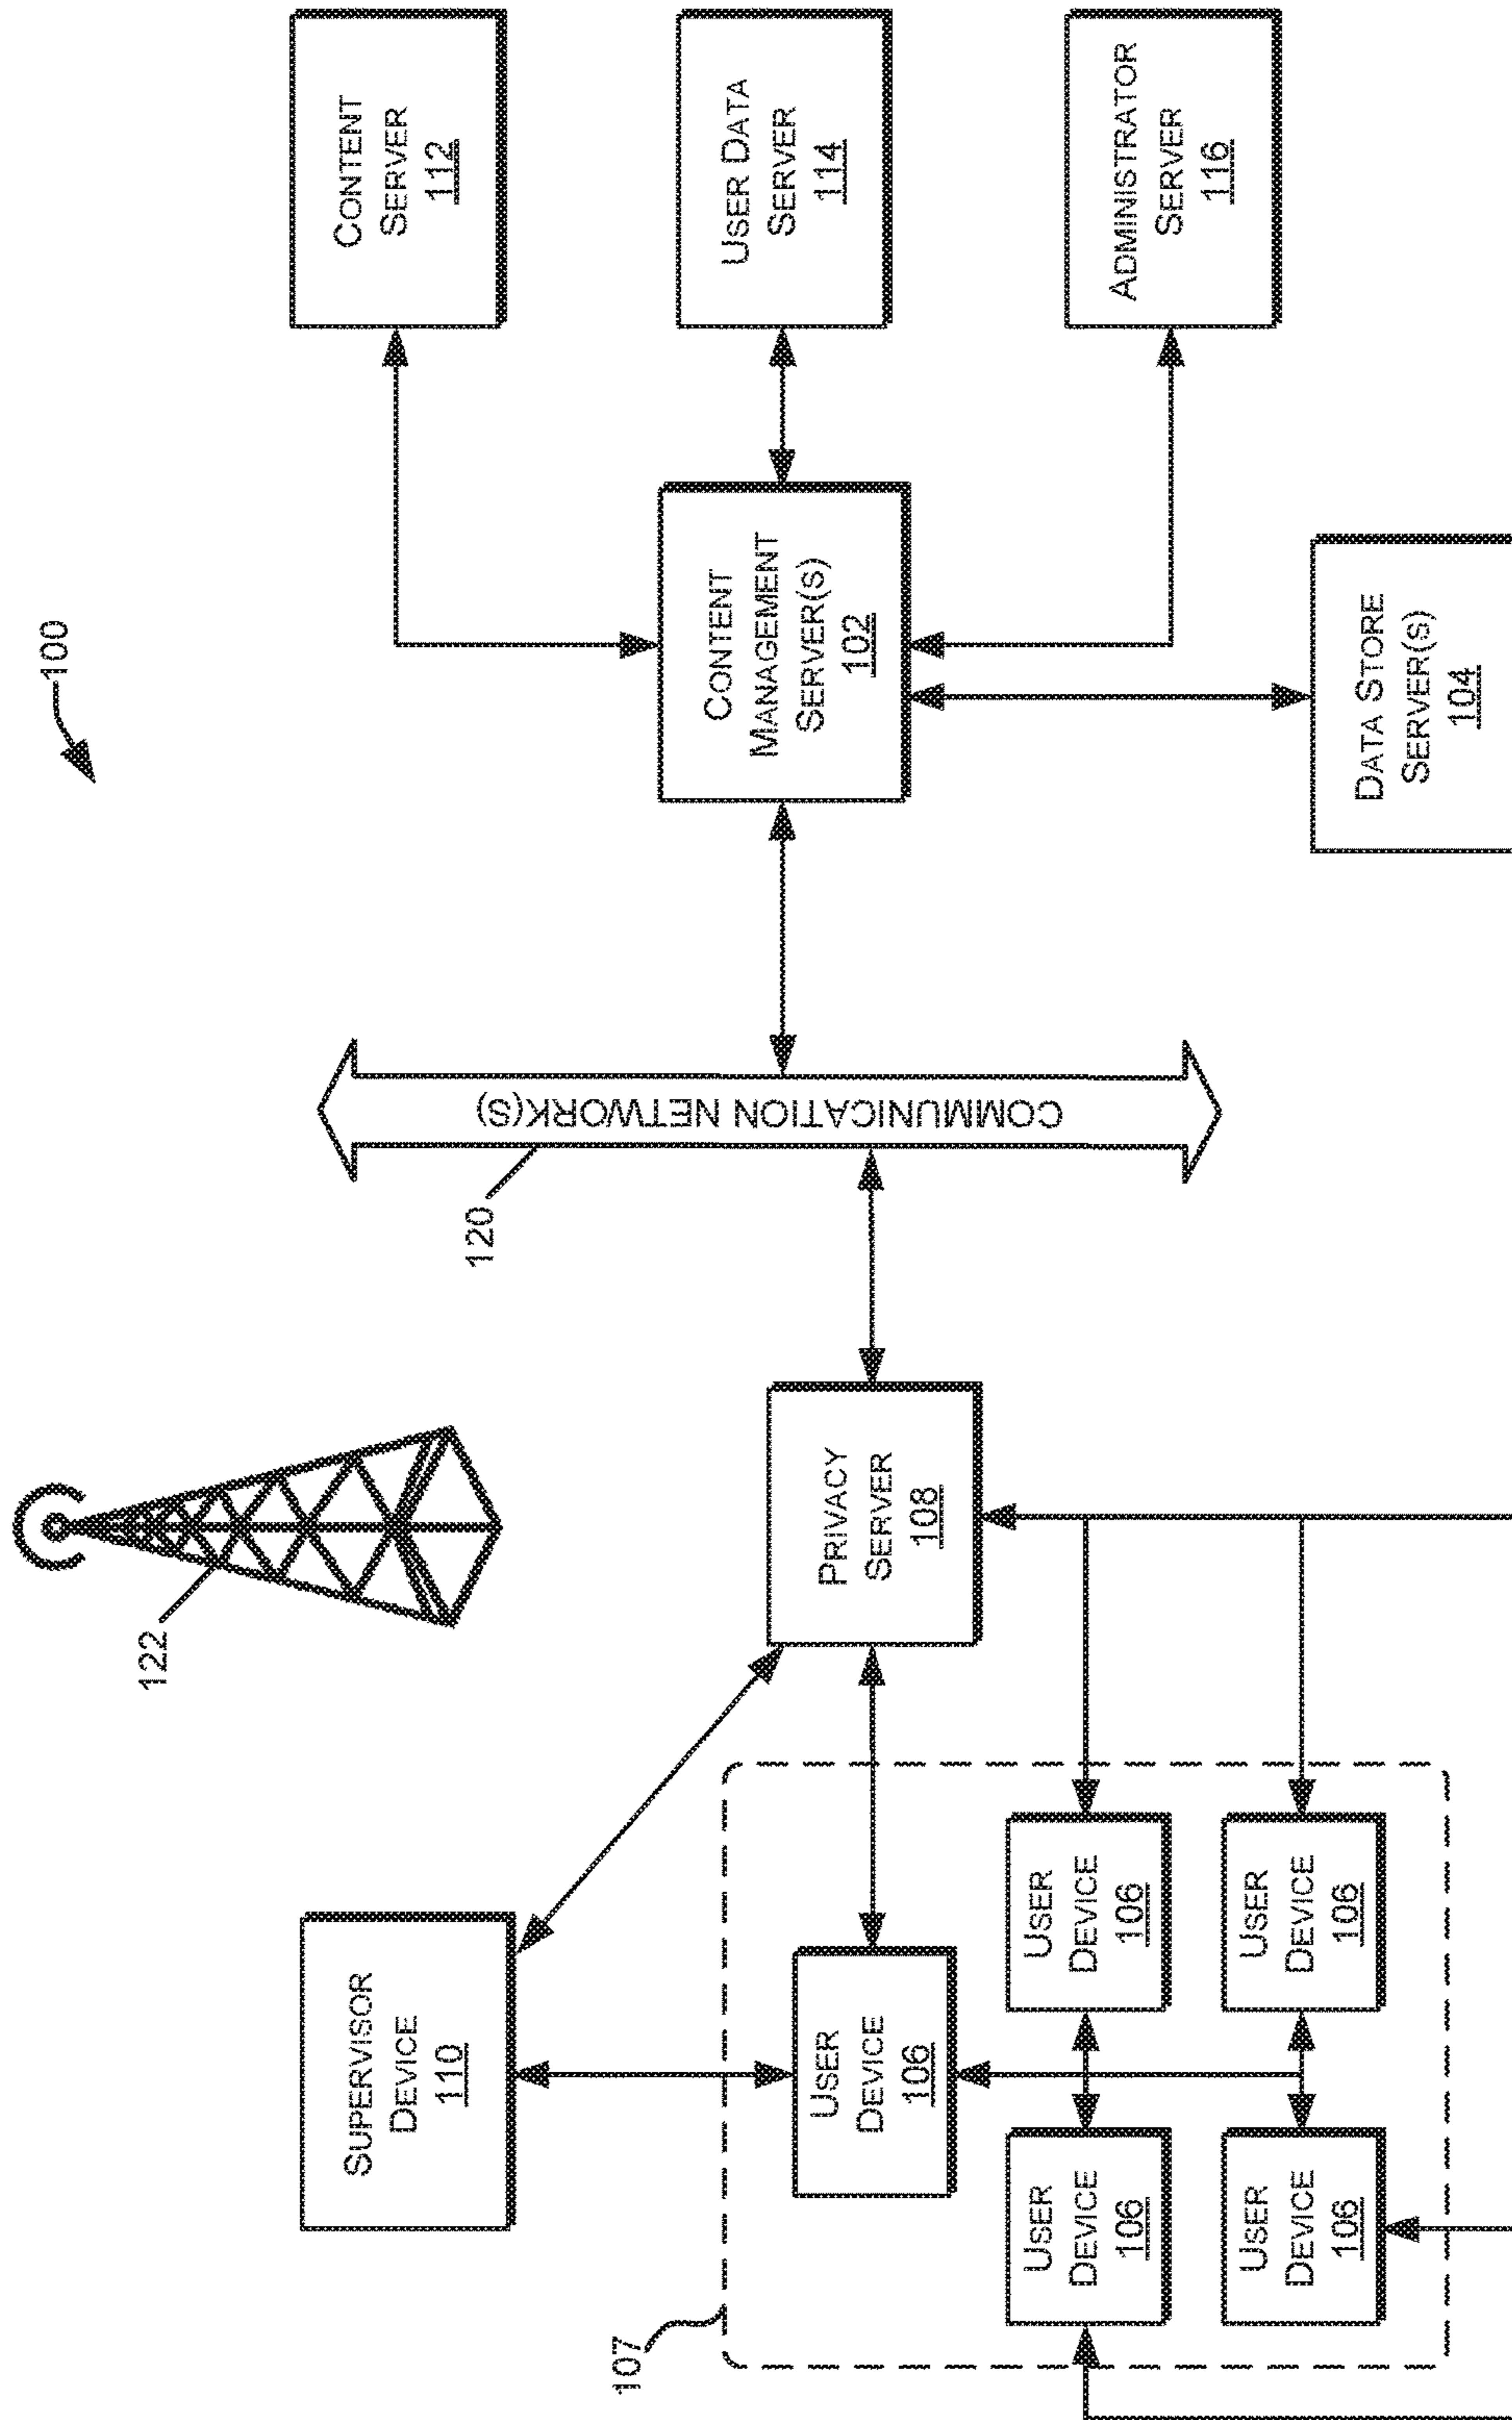 100
122
120
107
SUPERVISOR
DEVICE
110
USER
DEVICE
106
USER
DEVICE
106
USER
DEVICE
106
USER
DEVICE
106
USER
DEVICE
106
PRIVACY
SERVER
108
COMMUNICATION NETWORK(S)
CONTENT
MANAGEMENT
SERVER(S)
102
DATA STORE
SERVER(S)
104
CONTENT
SERVER
112
USER DATA
SERVER
114
ADMINISTRATOR
SERVER
116